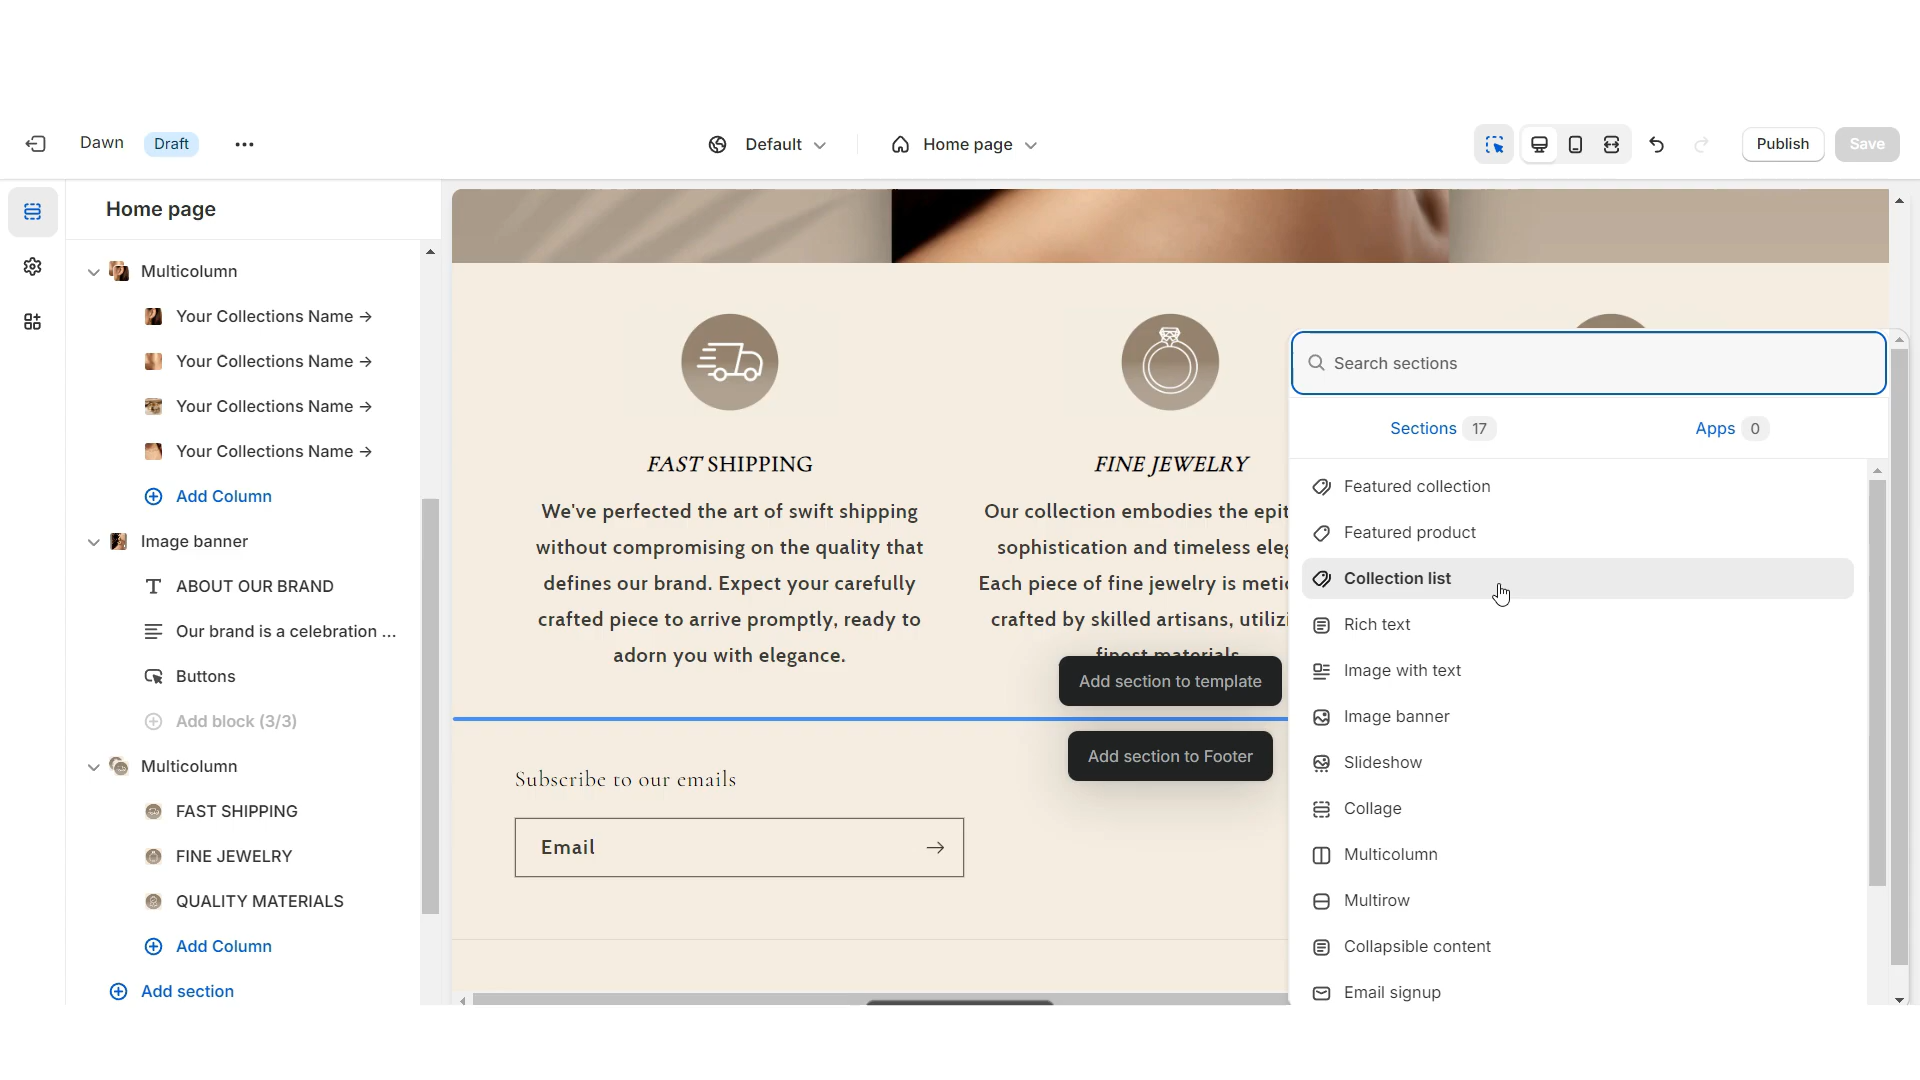 Dawn
Draft
Default
Home page
Publish
Save
Home page
Multicolumn
Your Collections Name →
Your Collections Name →
Your Collections Name →
Your Collections Name →
Add Column
Image banner
ABOUT OUR BRAND
Our brand is a celebration ...
Buttons
Add block (3/3)
Multicolumn
FAST SHIPPING
FINE JEWELRY
QUALITY MATERIALS
Add Column
Add section
FAST SHIPPING
We've perfected the art of swift shipping
without compromising on the quality that
defines our brand. Expect your carefully
crafted piece to arrive promptly, ready to
adorn you with elegance.
FINE JEWELRY
Our collection embodies the
sophistication and timeless
Each piece of fine jewelry is
crafted by skilled artisans,
finest materials
Add section to template
Add section to Footer
Subscribe to our emails
Email
Search sections
Sections 17
Apps 0
Featured collection
Featured product
Collection list
Rich text
Image with text
Image banner
Slideshow
Collage
Multicolumn
Multirow
Collapsible content
Email signup